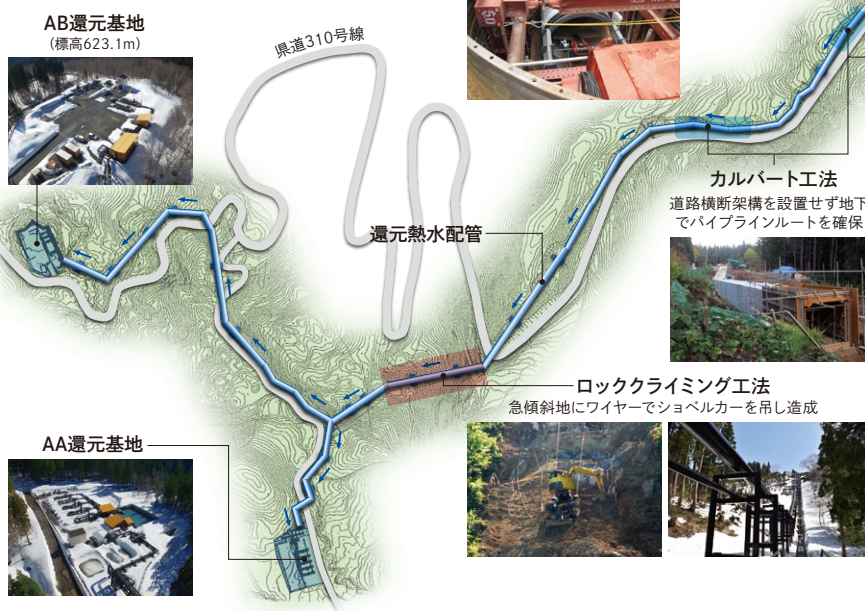 AB還元基地
(標高623.1m)
県道310号線
50
カルバート工法
道路横断架構を設置せず地下
でパイプラインルートを確保
還元熱水配管
ロッククライミング工法
急傾斜地にワイヤーでショベルカーを吊し造成
AA還元基地